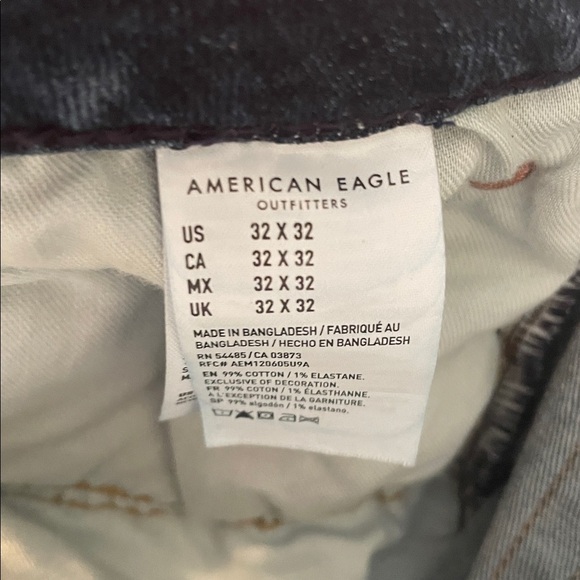 AMERICAN EAGLE
OUTFITTERS
US 32 X 32
CA 32 X 32
MX 32 X 32
UK 32 X 32
MADE IN BANGLADESH / FABRIQUÉ AU
BANGLADESH / HECHO EN BANGLADESH
RN 54485 / CA 03873
RFC# AEM120605U9A
EN 99% COTTON / 1% ELASTANE.
EXCLUSIVE OF DECORATION.
FR 99% COTON / 1% ÉLASTHANNE.
À L'EXCEPTION DE LA GARNITURE.
SP 99% algodón / 1% elastano.